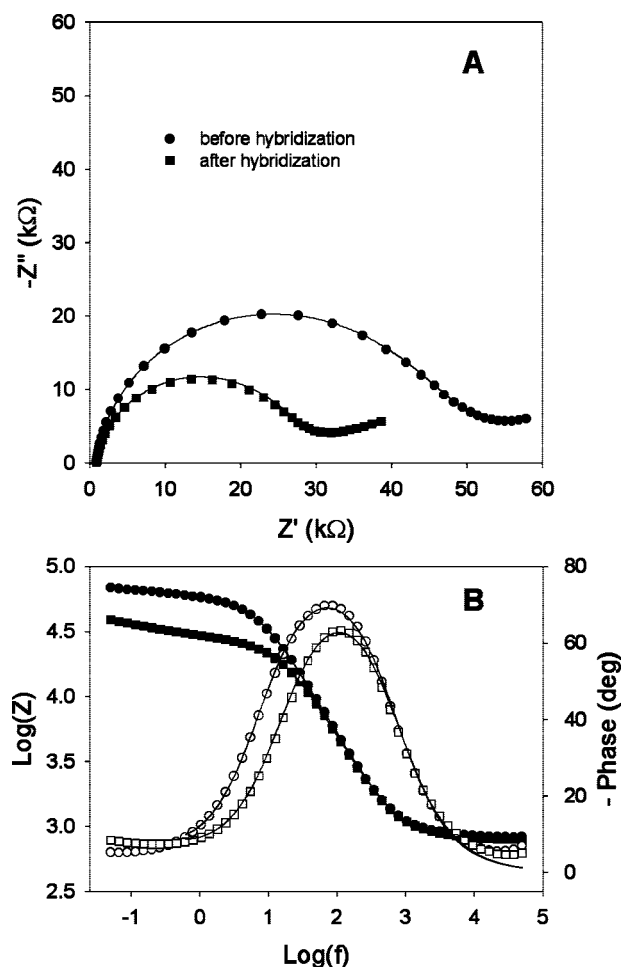 A
60
50
40
30
20
10
0
-Z" (kΩ)
before hybridization
after hybridization
0 10 20 30 40 50 60
Z' (kΩ)
B
5.0
4.5
4.0
3.5
3.0
2.5
Log(Z)
80
60
40
20
0
- Phase (deg)
-1 0 1 2 3 4 5
Log(f)